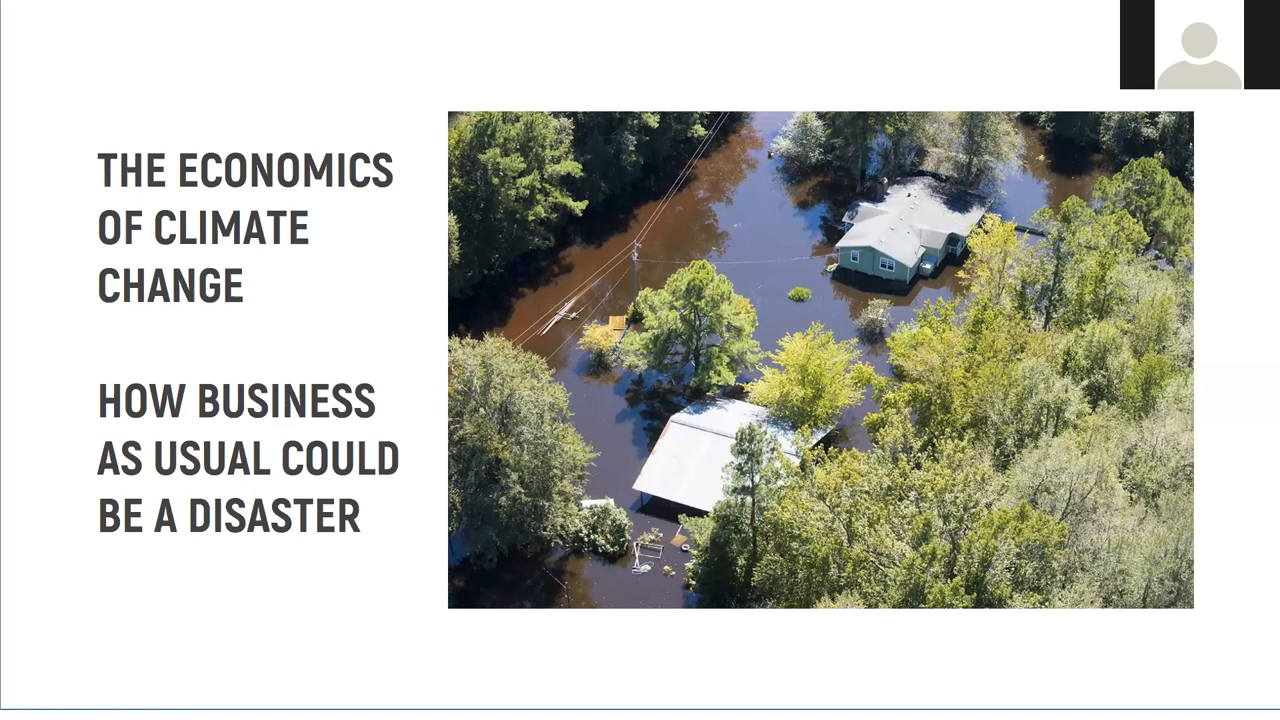 THE ECONOMICS
OF CLIMATE
CHANGE
HOW BUSINESS
AS USUAL COULD
BE A DISASTER